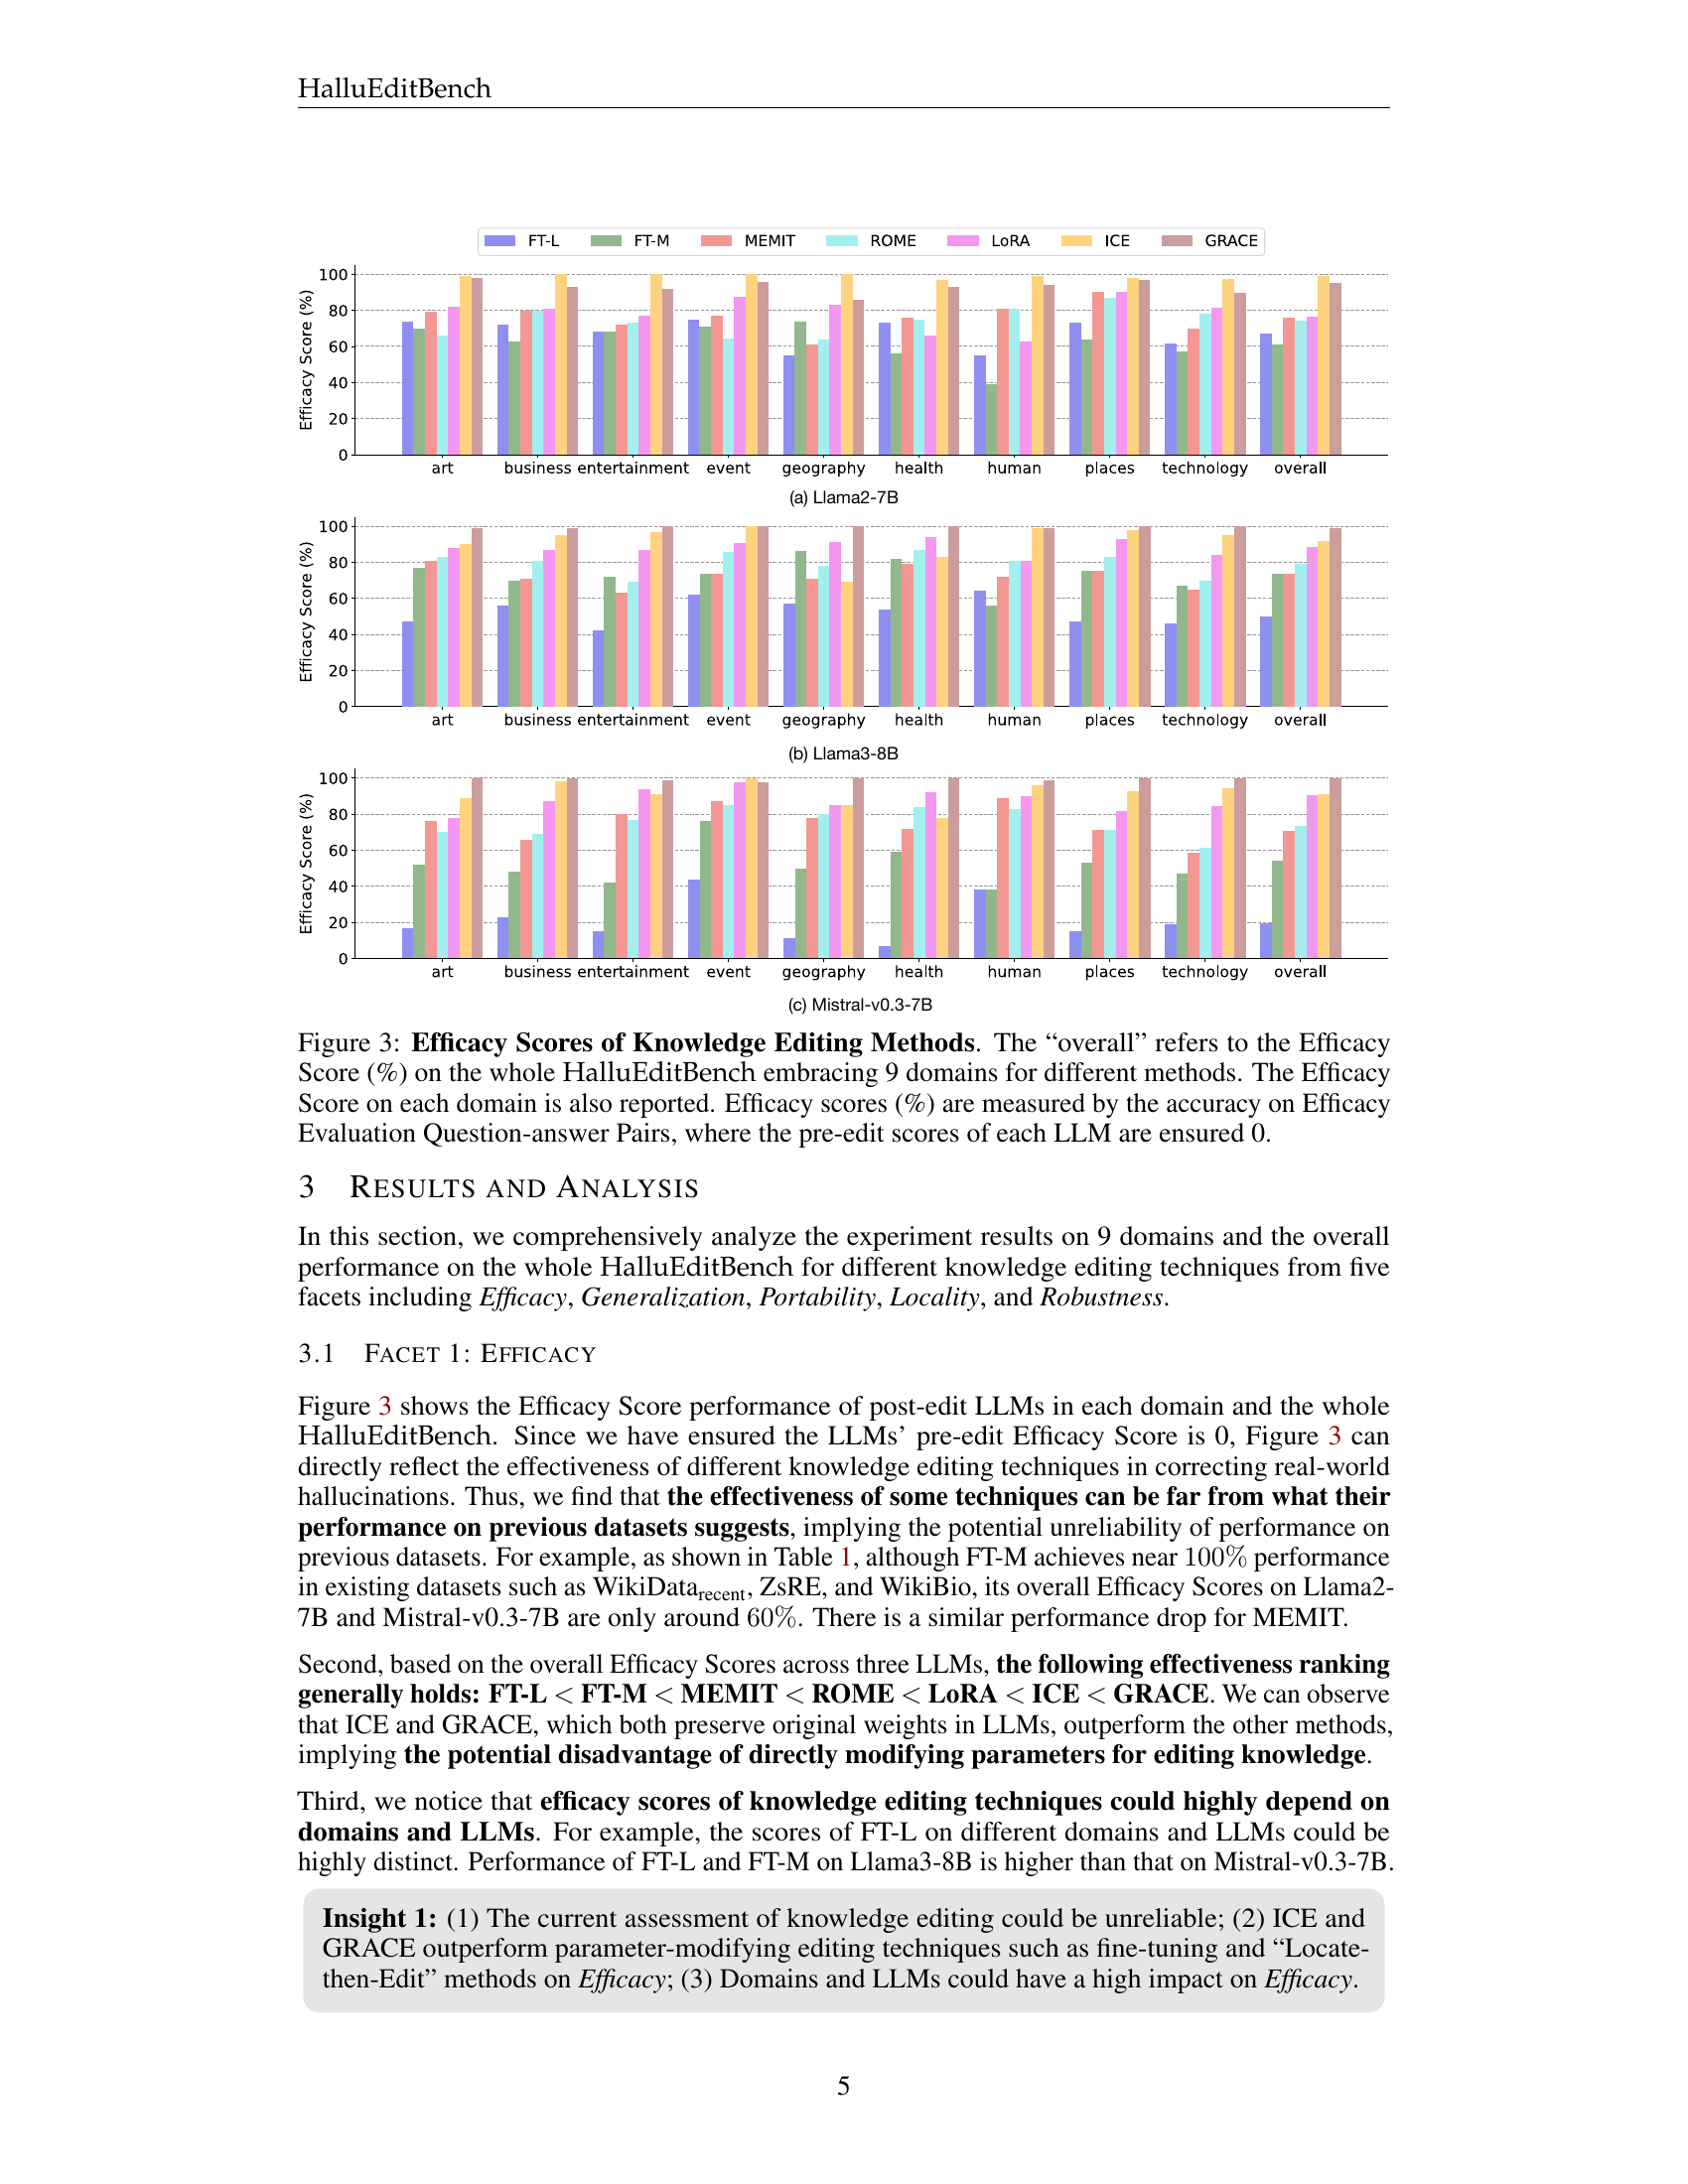 HalluEditBench
FT-L FT-M MEMIT ROME LoRA ICE GRACE
Efficacy Score (%)
100
80
60
40
20
0
art business entertainment event geography health human places technology overall
(a) Llama2-7B
Efficacy Score (%)
100
80
60
40
20
0
art business entertainment event geography health human places technology overall
(b) Llama3-8B
Efficacy Score (%)
100
80
60
40
20
0
art business entertainment event geography health human places technology overall
(c) Mistral-v0.3-7B
Figure 3: Efficacy Scores of Knowledge Editing Methods. The “overall” refers to the Efficacy
Score (%) on the whole HalluEditBench embracing 9 domains for different methods. The Efficacy
Score on each domain is also reported. Efficacy scores (%) are measured by the accuracy on Efficacy
Evaluation Question-answer Pairs, where the pre-edit scores of each LLM are ensured 0.
3 RESULTS AND ANALYSIS
In this section, we comprehensively analyze the experiment results on 9 domains and the overall
performance on the whole HalluEditBench for different knowledge editing techniques from five
facets including Efficacy, Generalization, Portability, Locality, and Robustness.
3.1 FACET 1: EFFICACY
Figure 3 shows the Efficacy Score performance of post-edit LLMs in each domain and the whole
HalluEditBench. Since we have ensured the LLMs’ pre-edit Efficacy Score is 0, Figure 3 can
directly reflect the effectiveness of different knowledge editing techniques in correcting real-world
hallucinations. Thus, we find that the effectiveness of some techniques can be far from what their
performance on previous datasets suggests, implying the potential unreliability of performance on
previous datasets. For example, as shown in Table 1, although FT-M achieves near 100% performance
in existing datasets such as WikiDatarecent, ZsRE, and WikiBio, its overall Efficacy Scores on Llama2-
7B and Mistral-v0.3-7B are only around 60%. There is a similar performance drop for MEMIT.
Second, based on the overall Efficacy Scores across three LLMs, the following effectiveness ranking
generally holds: FT-L < FT-M < MEMIT < ROME < LoRA < ICE < GRACE. We can observe
that ICE and GRACE, which both preserve original weights in LLMs, outperform the other methods,
implying the potential disadvantage of directly modifying parameters for editing knowledge.
Third, we notice that efficacy scores of knowledge editing techniques could highly depend on
domains and LLMs. For example, the scores of FT-L on different domains and LLMs could be
highly distinct. Performance of FT-L and FT-M on Llama3-8B is higher than that on Mistral-v0.3-7B.
Insight 1: (1) The current assessment of knowledge editing could be unreliable; (2) ICE and
GRACE outperform parameter-modifying editing techniques such as fine-tuning and “Locate-
then-Edit” methods on Efficacy; (3) Domains and LLMs could have a high impact on Efficacy.
5